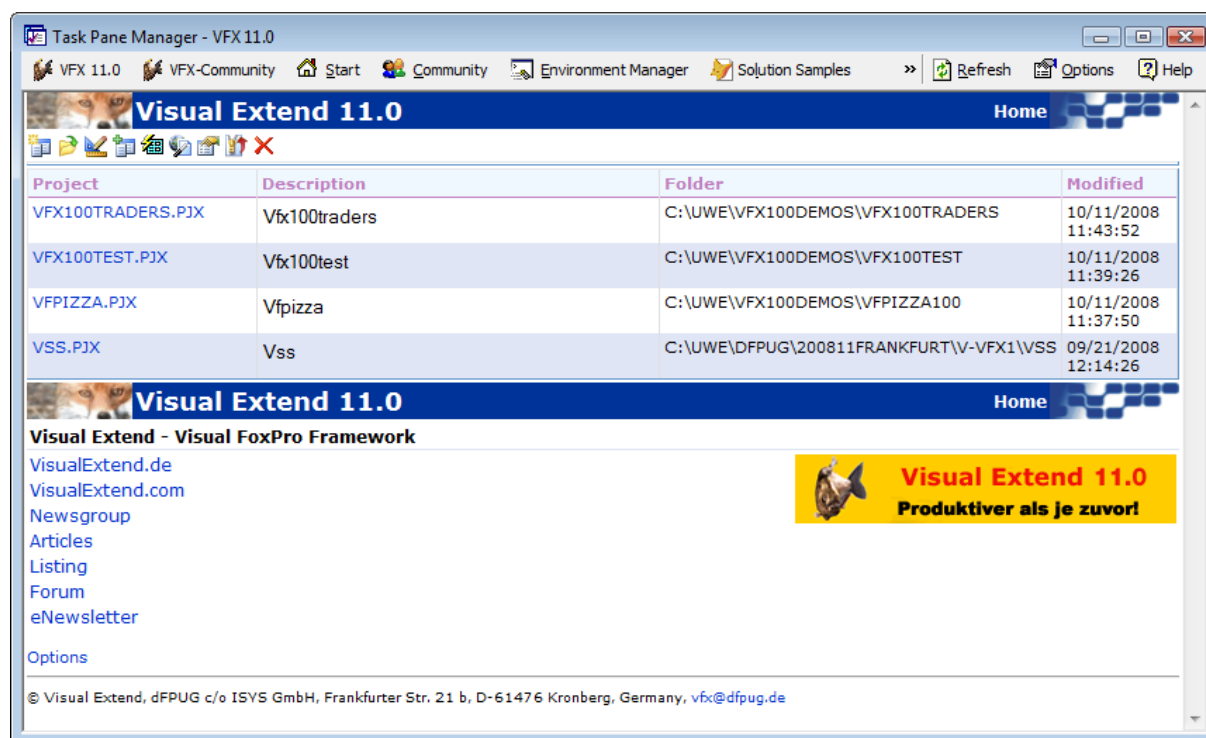 Task Pane Manager - VFX 11.0
VFX 11.0 VFX-Community Start Community Environment Manager Solution Samples » Refresh Options Help
Visual Extend 11.0 Home
Project Description Folder Modified
VFX100TRADERS.PJX Vfx100traders C:\UWE\VFX100DEMOS\VFX100TRADERS 10/11/2008
11:43:52
VFX100TEST.PJX Vfx100test C:\UWE\VFX100DEMOS\VFX100TEST 10/11/2008
11:39:26
VFPIZZA.PJX Vfpizza C:\UWE\VFX100DEMOS\VFPIZZA100 10/11/2008
11:37:50
VSS.PJX Vss C:\UWE\DFPUG\200811FRANKFURT\V-VFX1\VSS 09/21/2008
12:14:26
Visual Extend 11.0 Home
Visual Extend - Visual FoxPro Framework
VisualExtend.de
VisualExtend.com
Newsgroup
Articles
Listing
Forum
eNewsletter
Visual Extend 11.0
Produktiver als je zuvor!
Options
© Visual Extend, dFPUG c/o ISYS GmbH, Frankfurter Str. 21 b, D-61476 Kronberg, Germany, vfx@dfpug.de